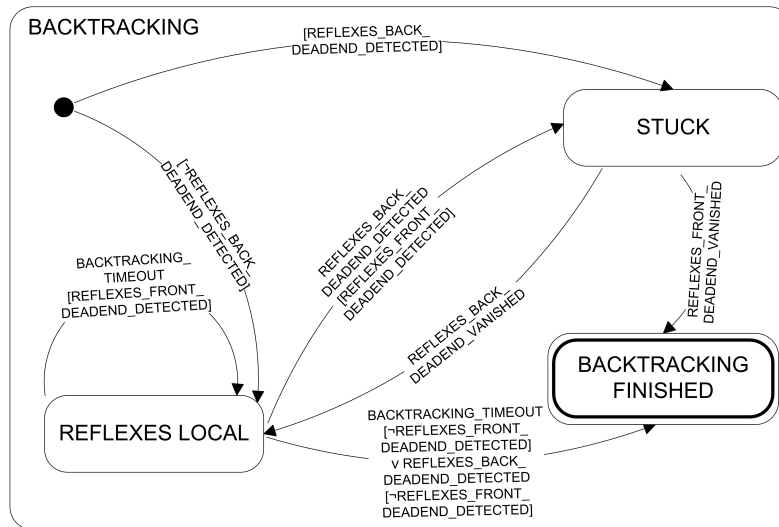 BACKTRACKING
[REFLEXES_BACK_
DEADEND_DETECTED]
STUCK
[¬REFLEXES_BACK_
DEADEND_DETECTED]
REFLEXES_BACK_
DEADEND_DETECTED
[REFLEXES_FRONT_
DEADEND_DETECTED]
REFLEXES_FRONT_
DEADEND_VANISHED
BACKTRACKING_
TIMEOUT
[REFLEXES_FRONT_
DEADEND_DETECTED]
REFLEXES_BACK_
DEADEND_VANISHED
BACKTRACKING
FINISHED
REFLEXES LOCAL
BACKTRACKING_TIMEOUT
[¬REFLEXES_FRONT_
DEADEND_DETECTED]
v REFLEXES_BACK_
DEADEND_DETECTED
[¬REFLEXES_FRONT_
DEADEND_DETECTED]